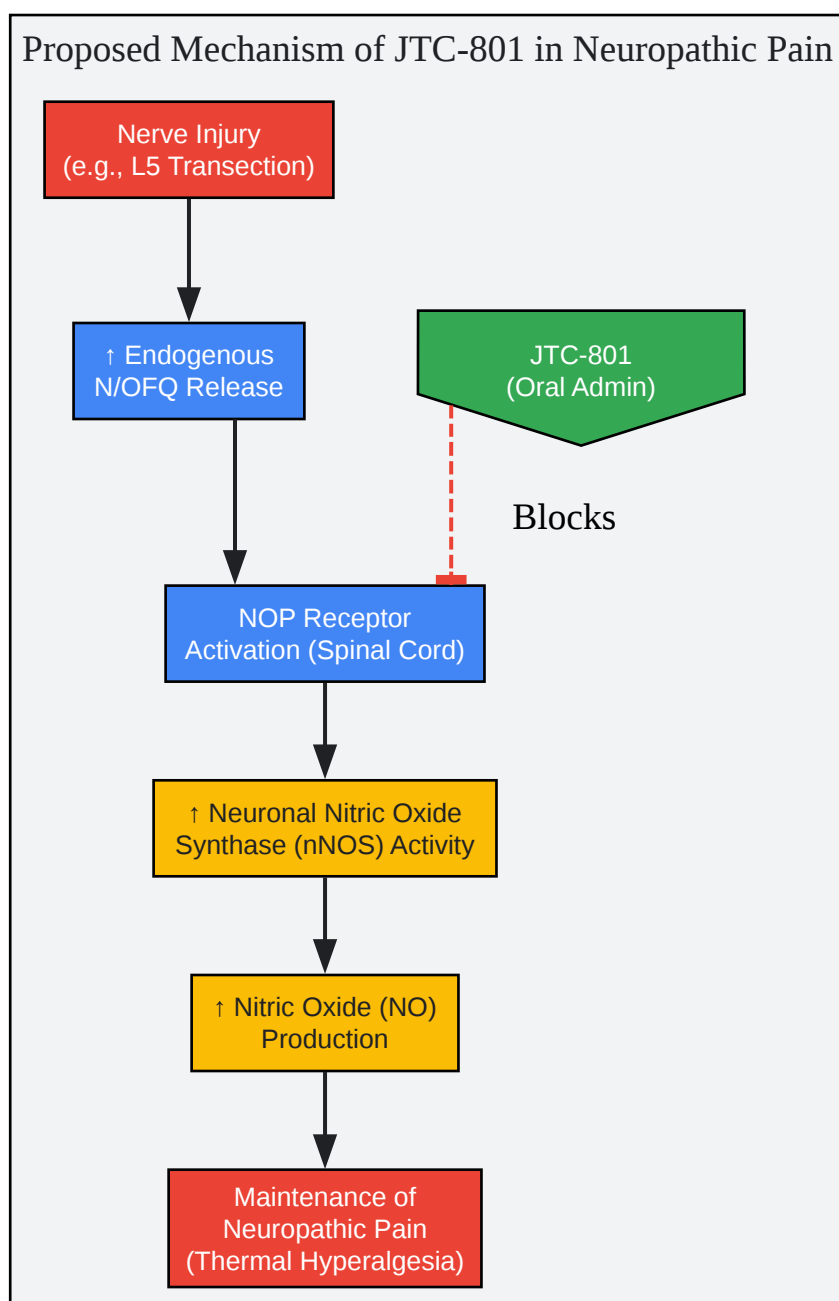 Proposed Mechanism of JTC-801 in Neuropathic Pain
Nerve Injury
(e.g., L5 Transection)
↑ Endogenous
N/OFQ Release
JTC-801
(Oral Admin)
Blocks
NOP Receptor
Activation (Spinal Cord)
↑ Neuronal Nitric Oxide
Synthase (nNOS) Activity
↑ Nitric Oxide (NO)
Production
Maintenance of
Neuropathic Pain
(Thermal Hyperalgesia)